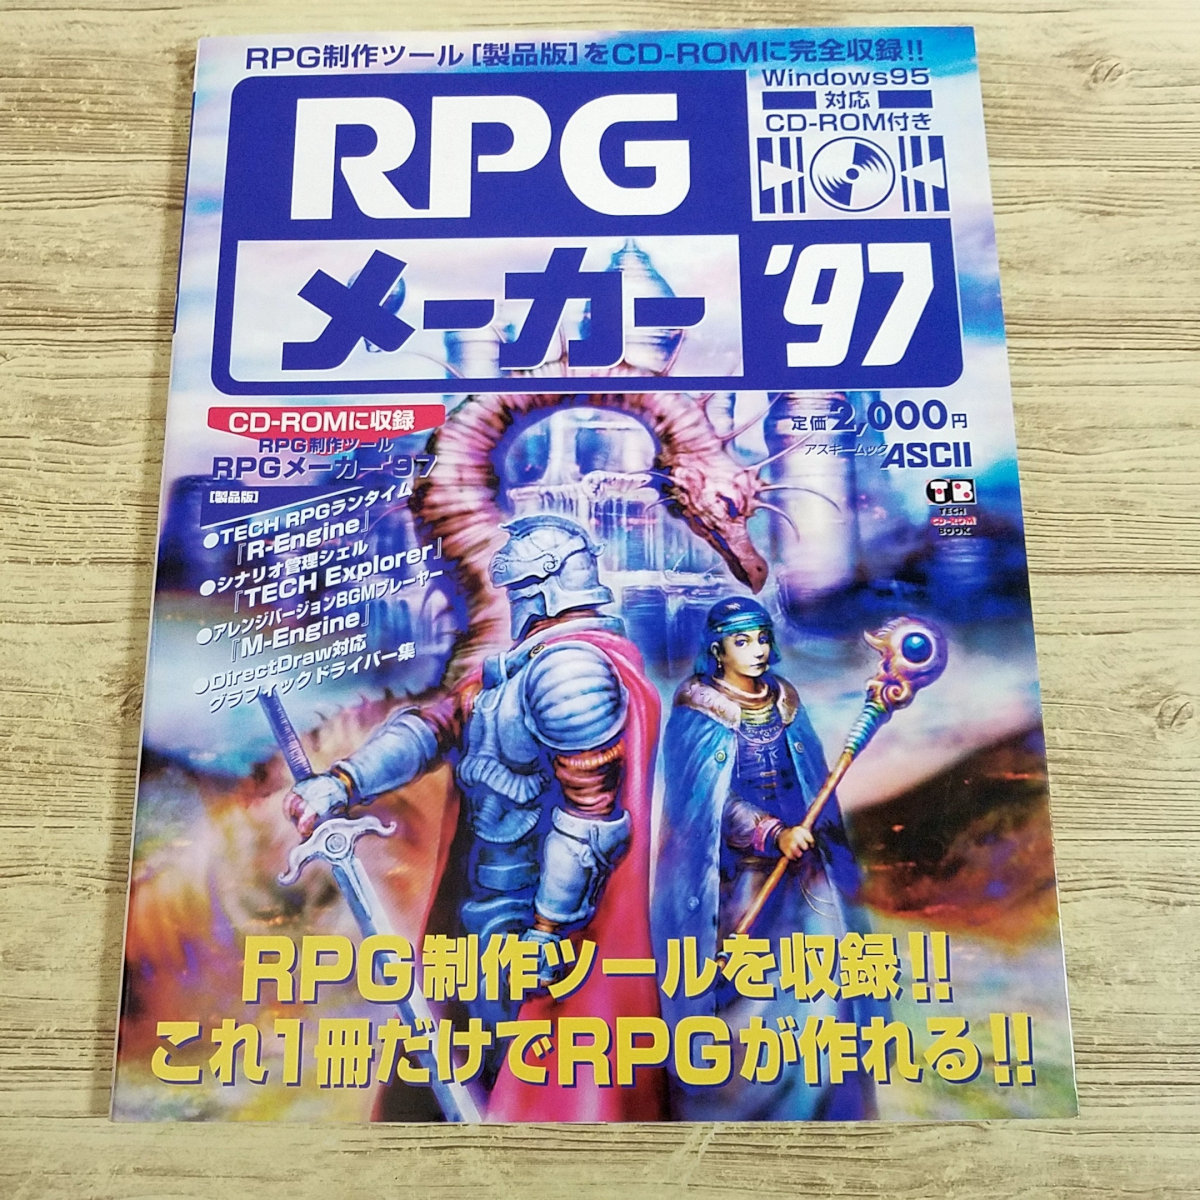 RPG制作ツール［製品版］をCD-ROMに完全収録!!
Windows95
対応
CD-ROM付き
RPG
メーカー
'97
CD-ROMに収録
RPG制作ツール
RPGメーカー'97
［製品版］
●TECH RPGランタイム
『R-Engine』
●シナリオ管理シェル
『TECH Explorer』
●アレンジバージョンBGMプレーヤー
『M-Engine』
●DirectDraw対応
グラフィックドライバー集
定価2,000円
アスキームック ASCII
TB
TECH
CD-ROM
BOOK
RPG制作ツールを収録!!
これ1冊だけでRPGが作れる!!